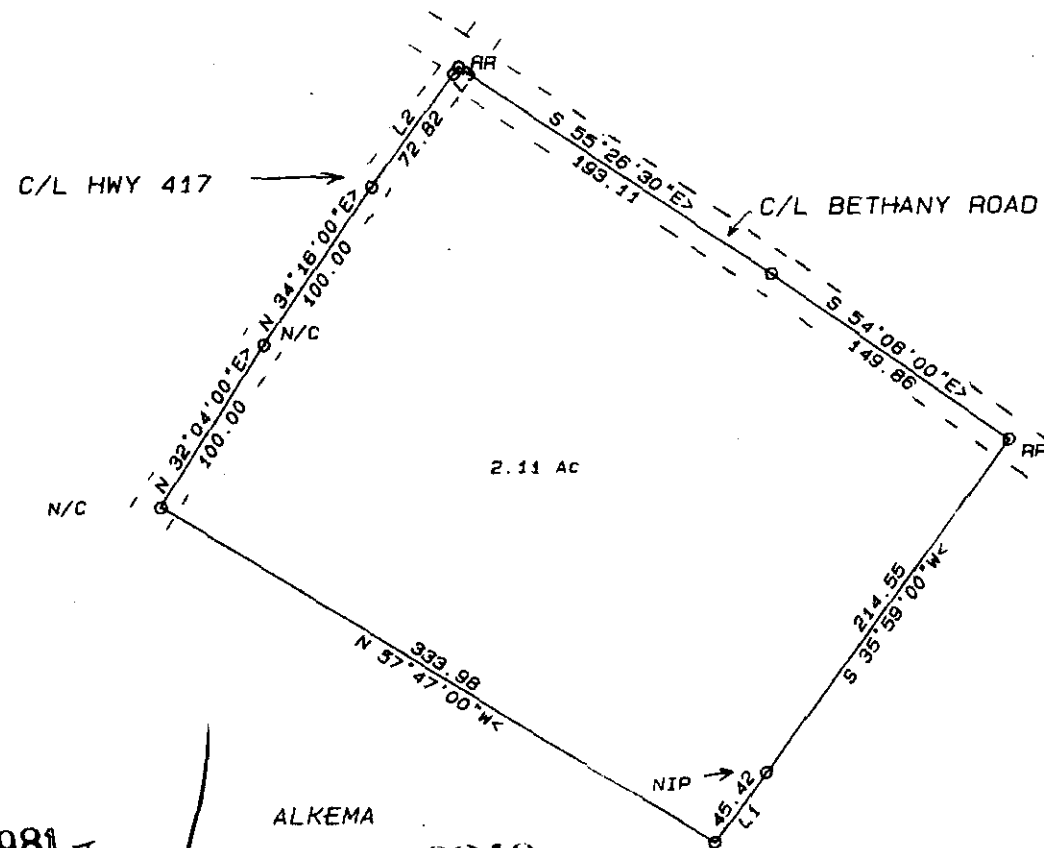 RR
L3
L2
72.82
S 55°26'30"E>
193.11
C/L HWY 417
C/L BETHANY ROAD
N 34°16'00"E>
100.00
N/C
S 54°08'00"E>
149.86
RR
N 32°04'00"E>
100.00
N/C
2.11 Ac
214.55
S 35°59'00"W<
333.98
N 57°47'00"W<
NIP
45.42
L1
ALKEMA
981